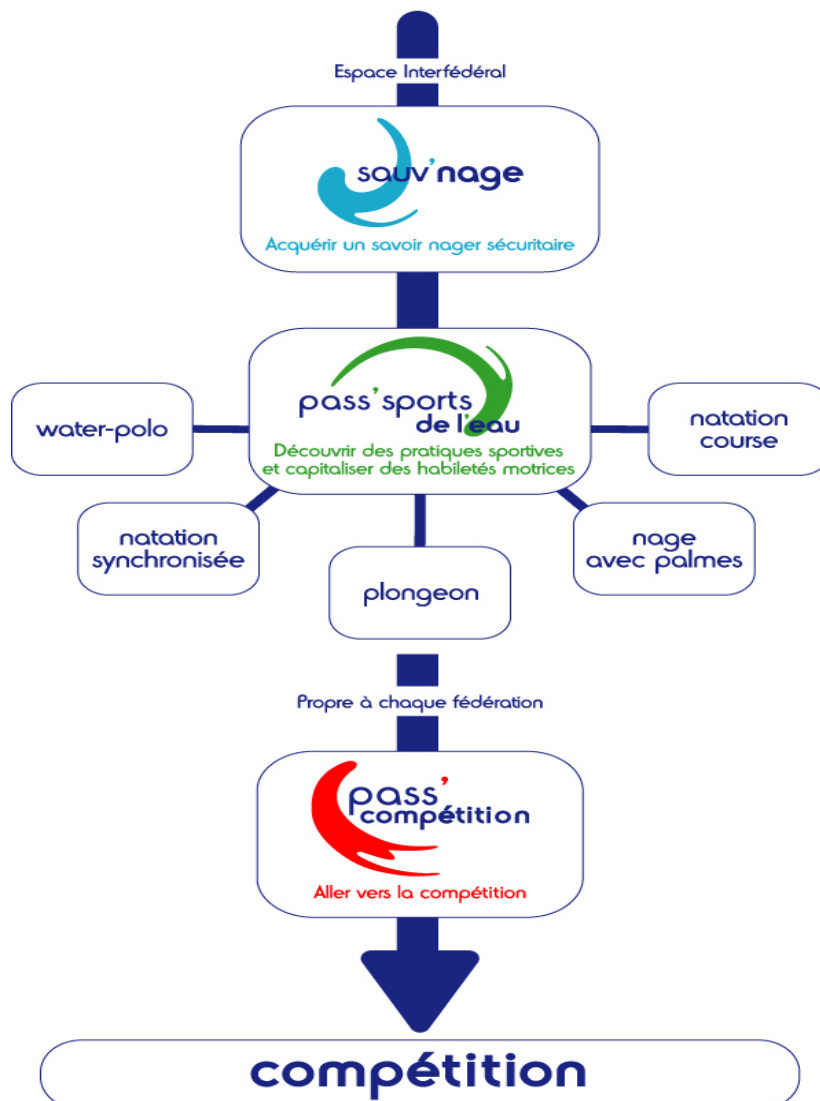 Espace Interfédéral
sauv'nage
Acquérir un savoir nager sécuritaire
pass'sports
de l'eau
Découvrir des pratiques sportives
et capitaliser des habiletés motrices
water-polo
natation
course
natation
synchronisée
nage
avec palmes
plongeon
Propre à chaque fédération
pass'
compétition
Aller vers la compétition
compétition